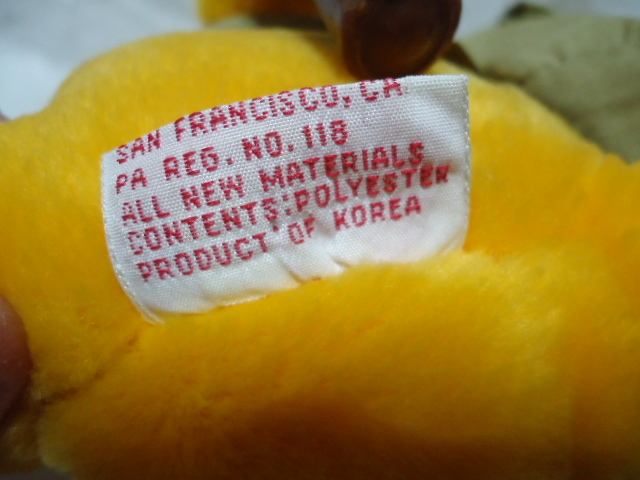 SAN FRANCISCO, CA.
PA REG. NO. 118
ALL NEW MATERIALS
CONTENTS:POLYESTER
PRODUCT OF KOREA